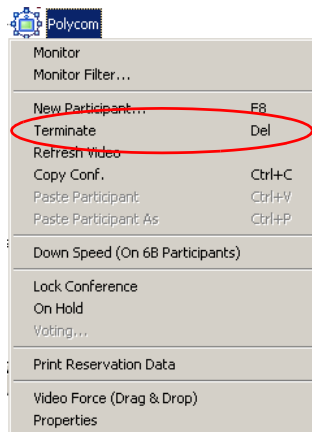 Polycom
Monitor
Monitor Filter...
New Participant... F8
Terminate Del
Refresh Video
Copy Conf. Ctrl+C
Paste Participant Ctrl+V
Paste Participant As Ctrl+P
Down Speed (On 6B Participants)
Lock Conference
On Hold
Voting...
Print Reservation Data
Video Force (Drag & Drop)
Properties